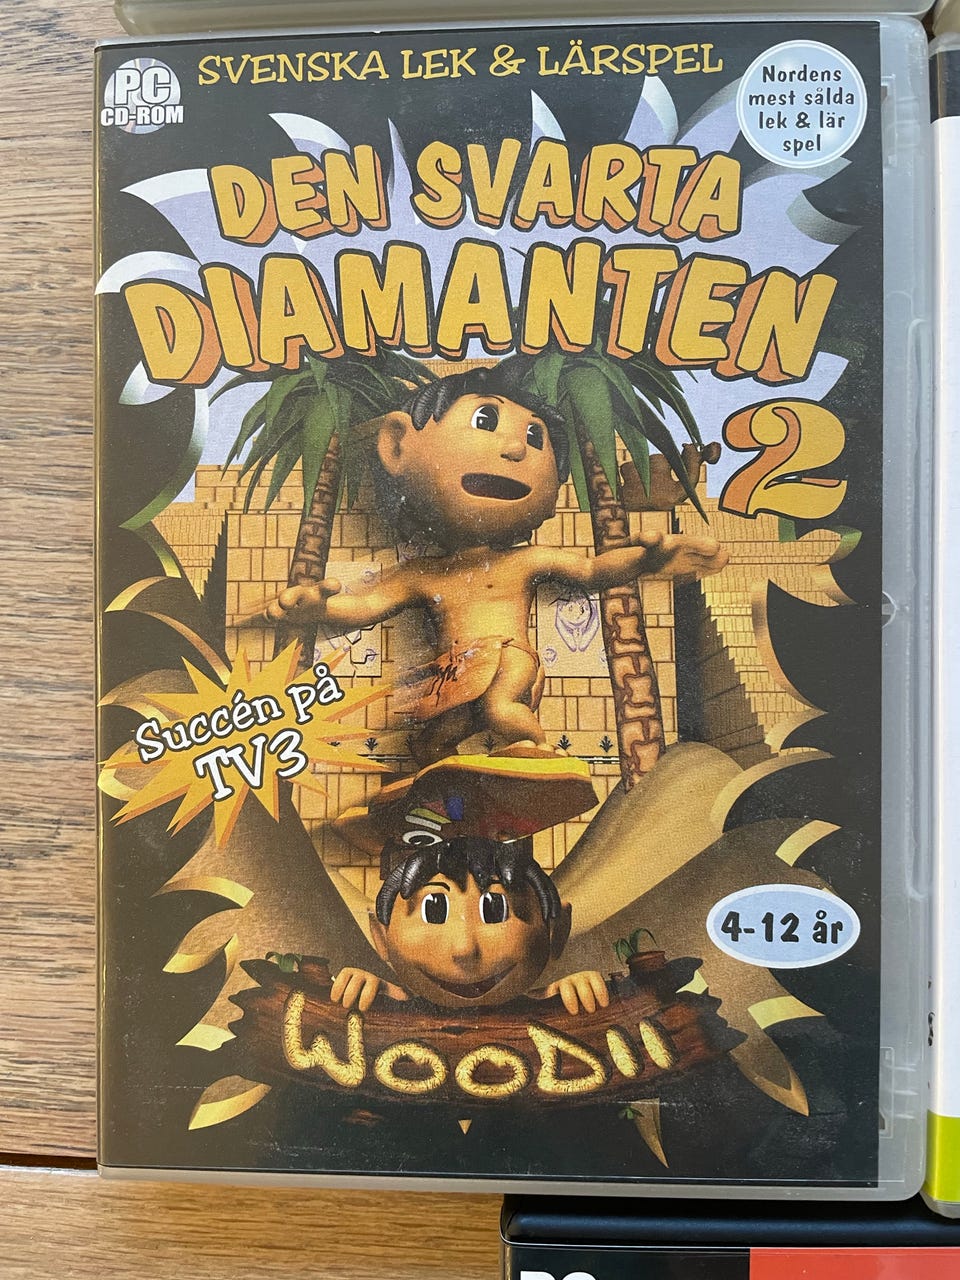 PC
CD-ROM
SVENSKA LEK & LÄRSPEL
Nordens
mest sålda
lek & lär
spel
DEN SVARTA
DIAMANTEN
2
Succén på
TV3
4-12 år
WOODII
PC